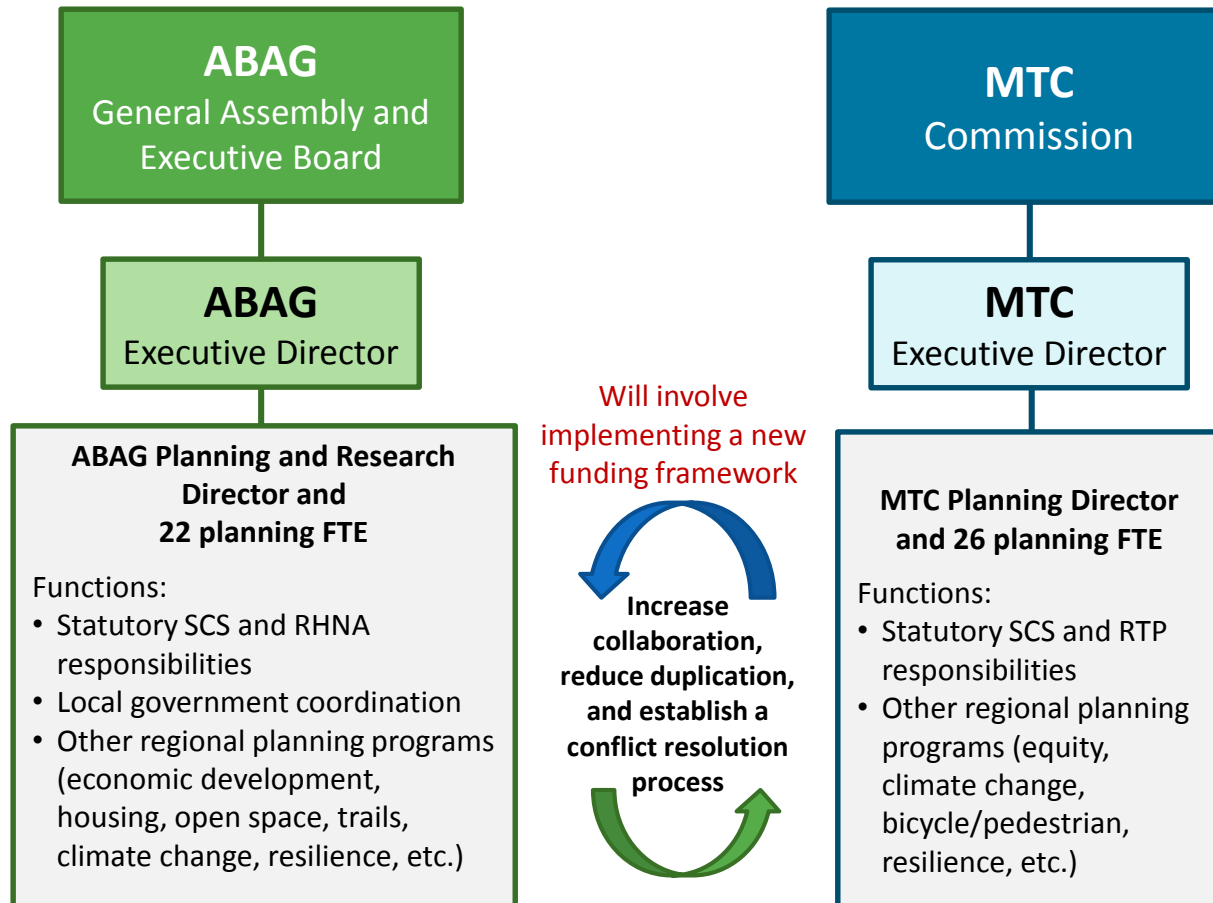 ABAG
General Assembly and
Executive Board
ABAG
Executive Director
ABAG Planning and Research
Director and
22 planning FTE
Functions:
• Statutory SCS and RHNA
responsibilities
• Local government coordination
• Other regional planning programs
(economic development,
housing, open space, trails,
climate change, resilience, etc.)
Will involve
implementing a new
funding framework
Increase
collaboration,
reduce duplication,
and establish a
conflict resolution
process
MTC
Commission
MTC
Executive Director
MTC Planning Director
and 26 planning FTE
Functions:
• Statutory SCS and RTP
responsibilities
• Other regional planning
programs (equity,
climate change,
bicycle/pedestrian,
resilience, etc.)